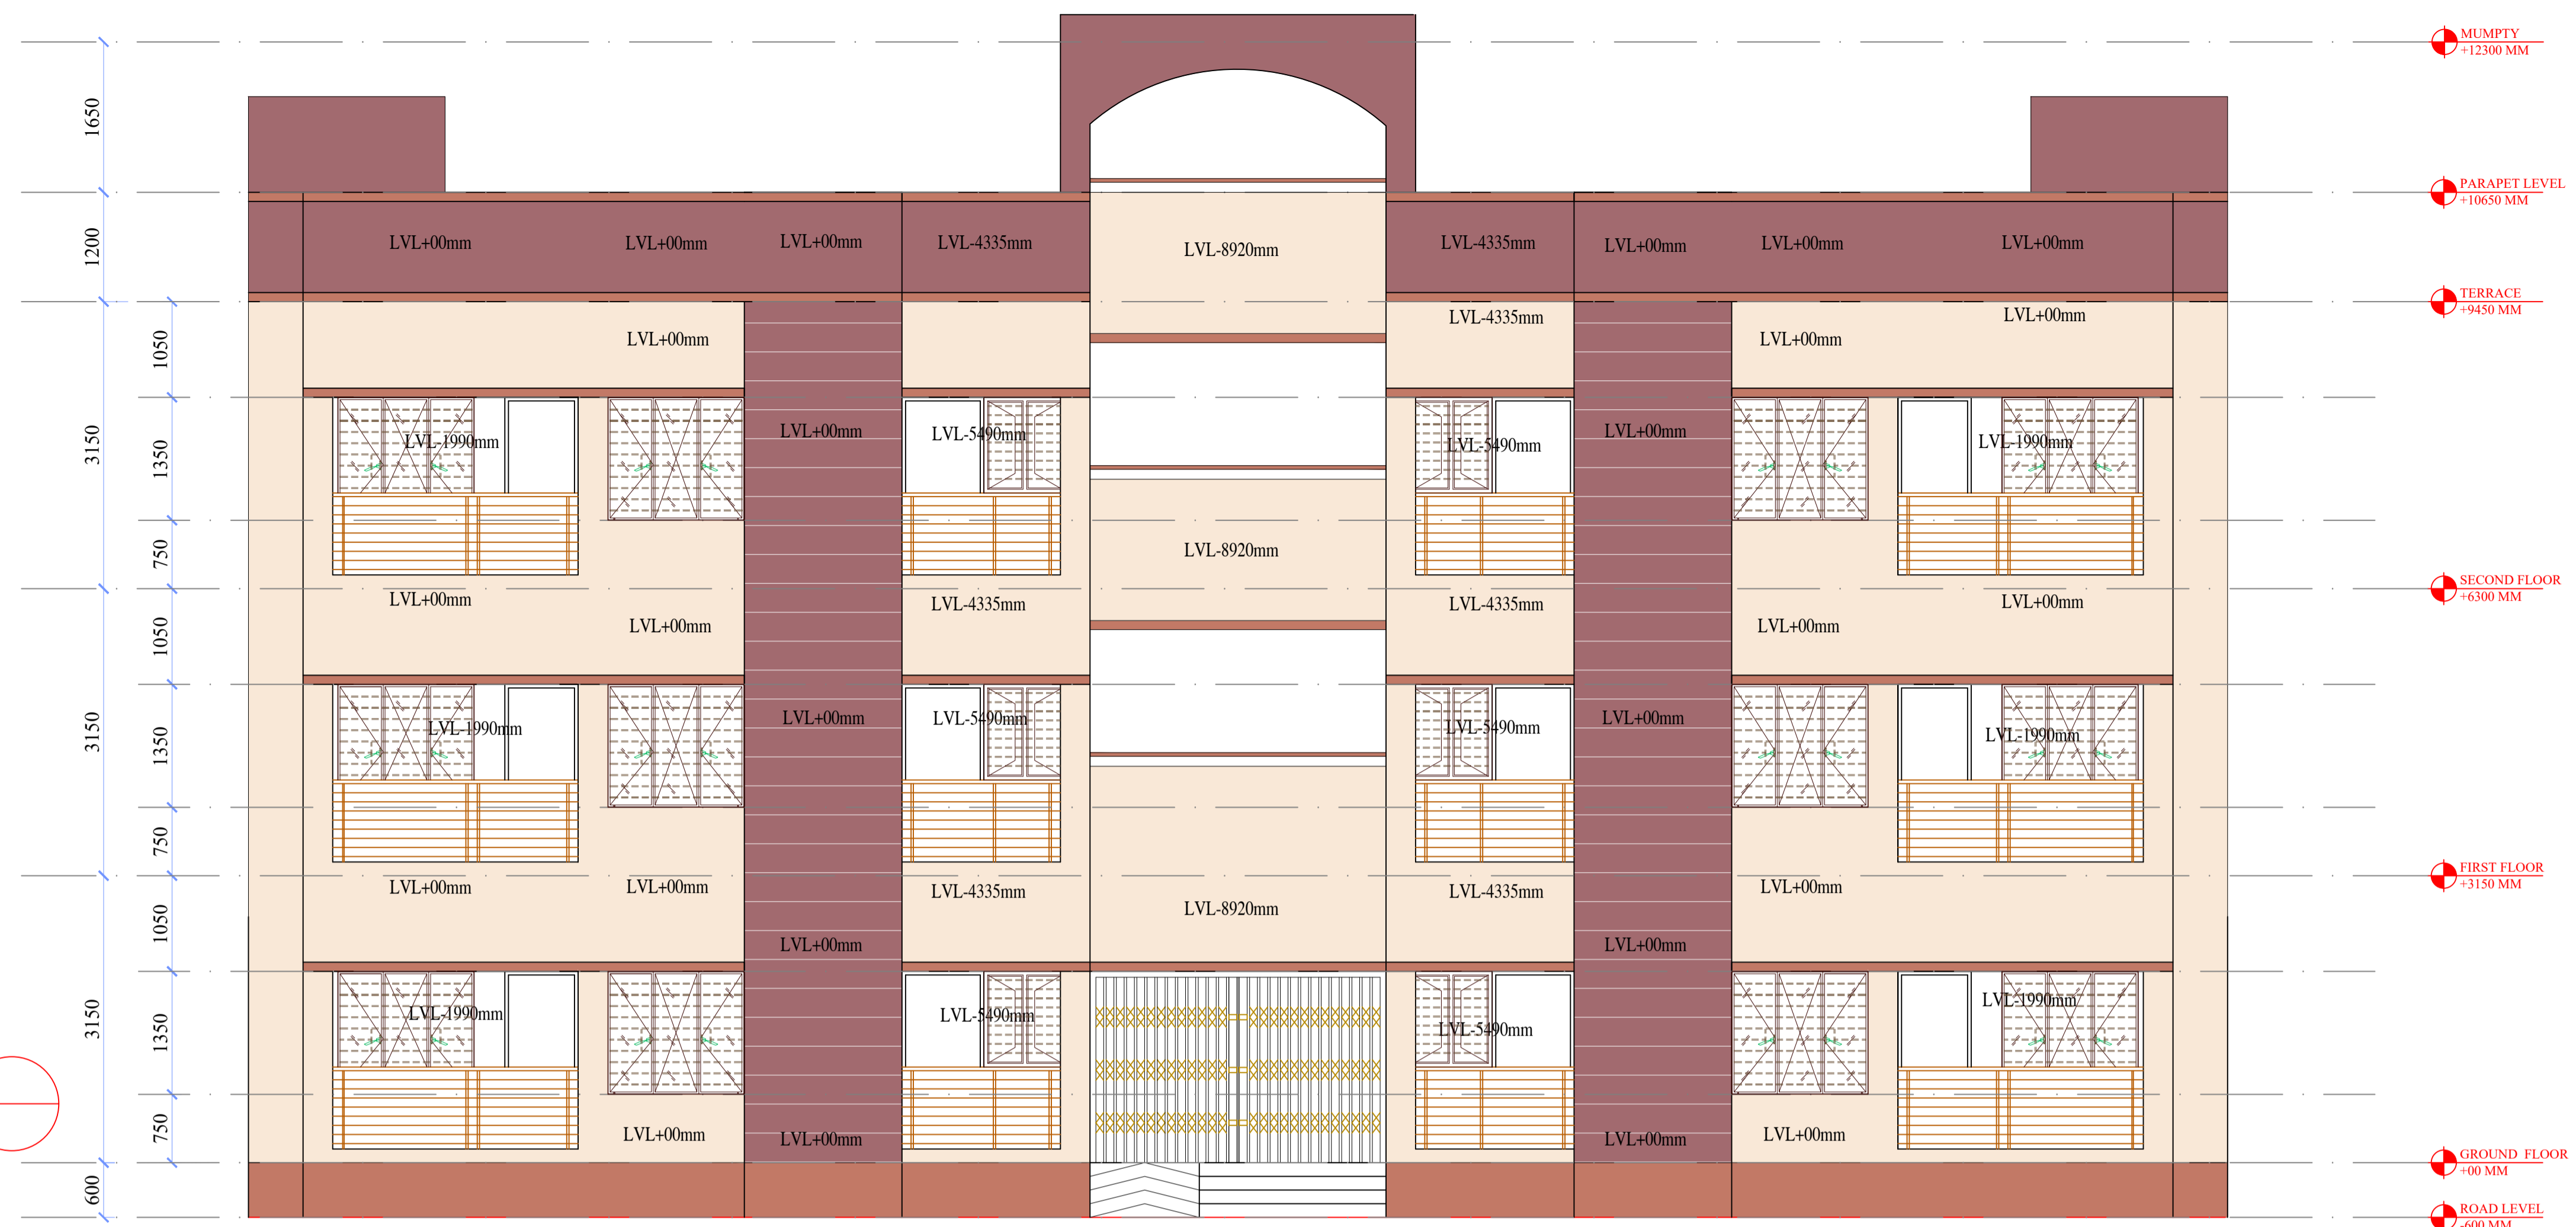 MUMPTY
+12300 MM
1650
PARAPET LEVEL
+10650 MM
1200
LVL+00mm LVL+00mm LVL+00mm LVL-4335mm LVL-8920mm LVL-4335mm LVL+00mm LVL+00mm LVL+00mm
TERRACE
+9450 MM
1050
LVL+00mm LVL-4335mm LVL+00mm LVL+00mm
3150
1350
LVL-1990mm LVL+00mm LVL-5490mm LVL-5490mm LVL+00mm LVL-1990mm
750
LVL-8920mm
SECOND FLOOR
+6300 MM
LVL+00mm LVL-4335mm LVL-4335mm LVL+00mm
1050
LVL+00mm LVL+00mm
3150
1350
LVL-1990mm LVL+00mm LVL-5490mm LVL-5490mm LVL+00mm LVL-1990mm
750
FIRST FLOOR
+3150 MM
LVL+00mm LVL+00mm LVL-4335mm LVL-4335mm LVL+00mm
LVL-8920mm
1050
LVL+00mm LVL+00mm
3150
1350
LVL-1990mm LVL-5490mm LVL-5490mm LVL-1990mm
750
LVL+00mm LVL+00mm LVL+00mm LVL+00mm
GROUND FLOOR
+00 MM
600
ROAD LEVEL
-600 MM